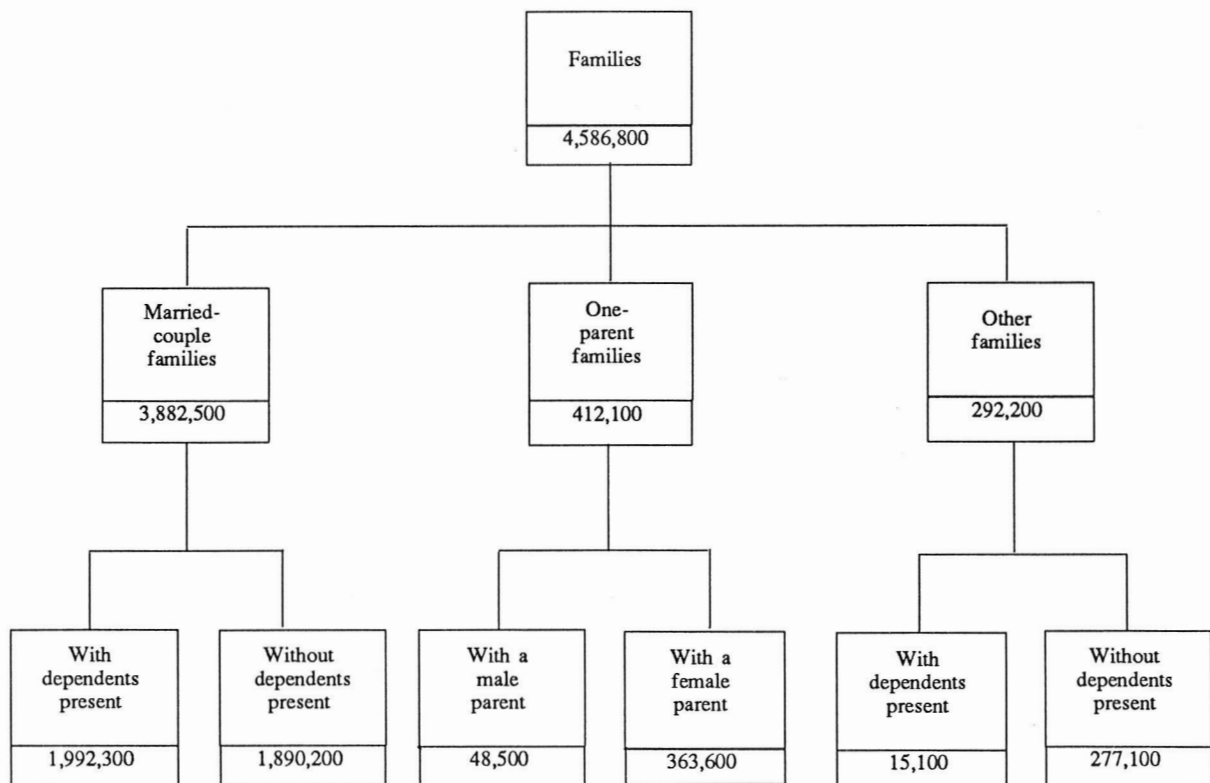 Families
4,586,800
Married-
couple
families
3,882,500
One-
parent
families
412,100
Other
families
292,200
With
dependents
present
1,992,300
Without
dependents
present
1,890,200
With a
male
parent
48,500
With a
female
parent
363,600
With
dependents
present
15,100
Without
dependents
present
277,100